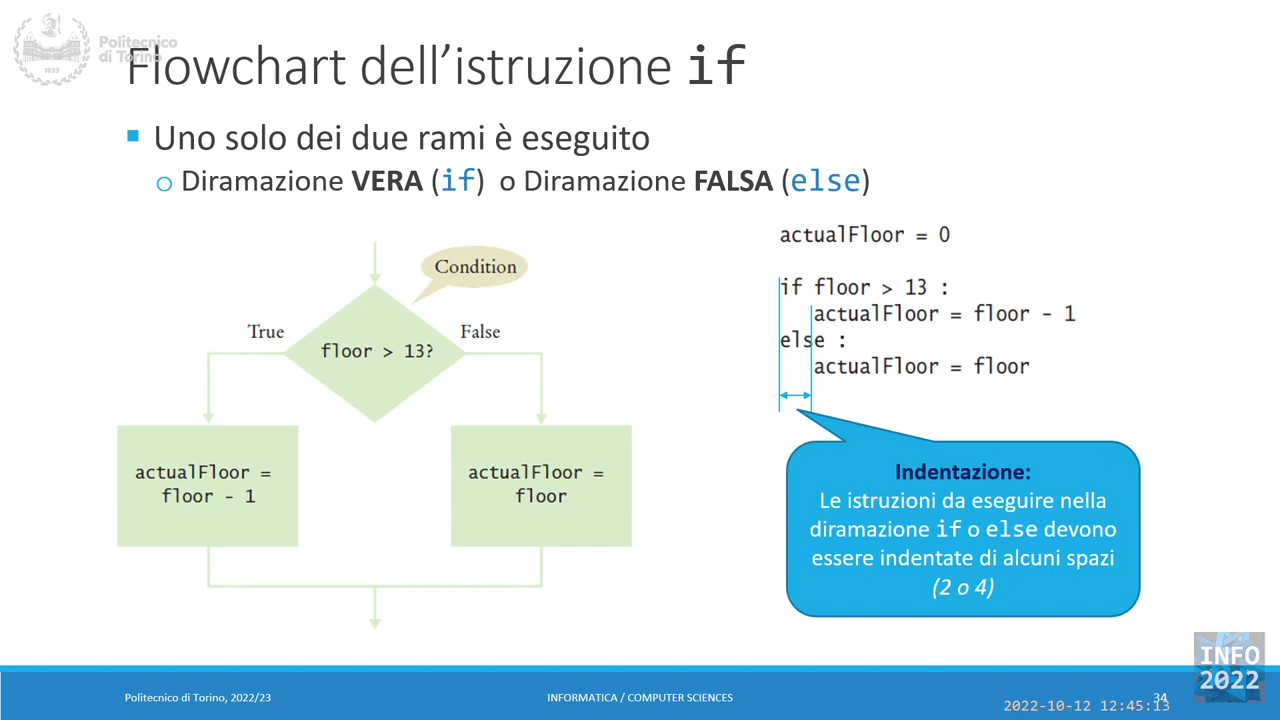 Politecnico
di Torino
1859
Flowchart dell'istruzione if
Uno solo dei due rami è eseguito
Diramazione VERA (if) o Diramazione FALSA (else)
Condition
True
False
floor > 13?
actualFloor =
floor - 1
actualFloor =
floor
actualFloor = 0
if floor > 13 :
actualFloor = floor - 1
else :
actualFloor = floor
Indentazione:
Le istruzioni da eseguire nella
diramazione if o else devono
essere indentate di alcuni spazi
(2 o 4)
INFO
2022
Politecnico di Torino, 2022/23
INFORMATICA / COMPUTER SCIENCES
34
2022-10-12 12:45:13